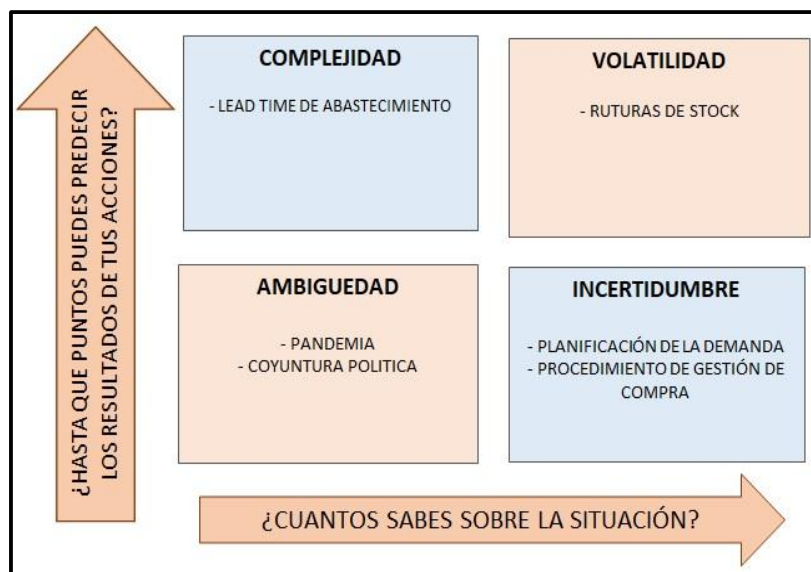 ¿HASTA QUE PUNTOS PUEDES PREDECIR
LOS RESULTADOS DE TUS ACCIONES?
COMPLEJIDAD
- LEAD TIME DE ABASTECIMIENTO
VOLATILIDAD
- RUTURAS DE STOCK
AMBIGUEDAD
- PANDEMIA
- COYUNTURA POLITICA
INCERTIDUMBRE
- PLANIFICACIÓN DE LA DEMANDA
- PROCEDIMIENTO DE GESTIÓN DE
COMPRA
¿CUANTOS SABES SOBRE LA SITUACIÓN?